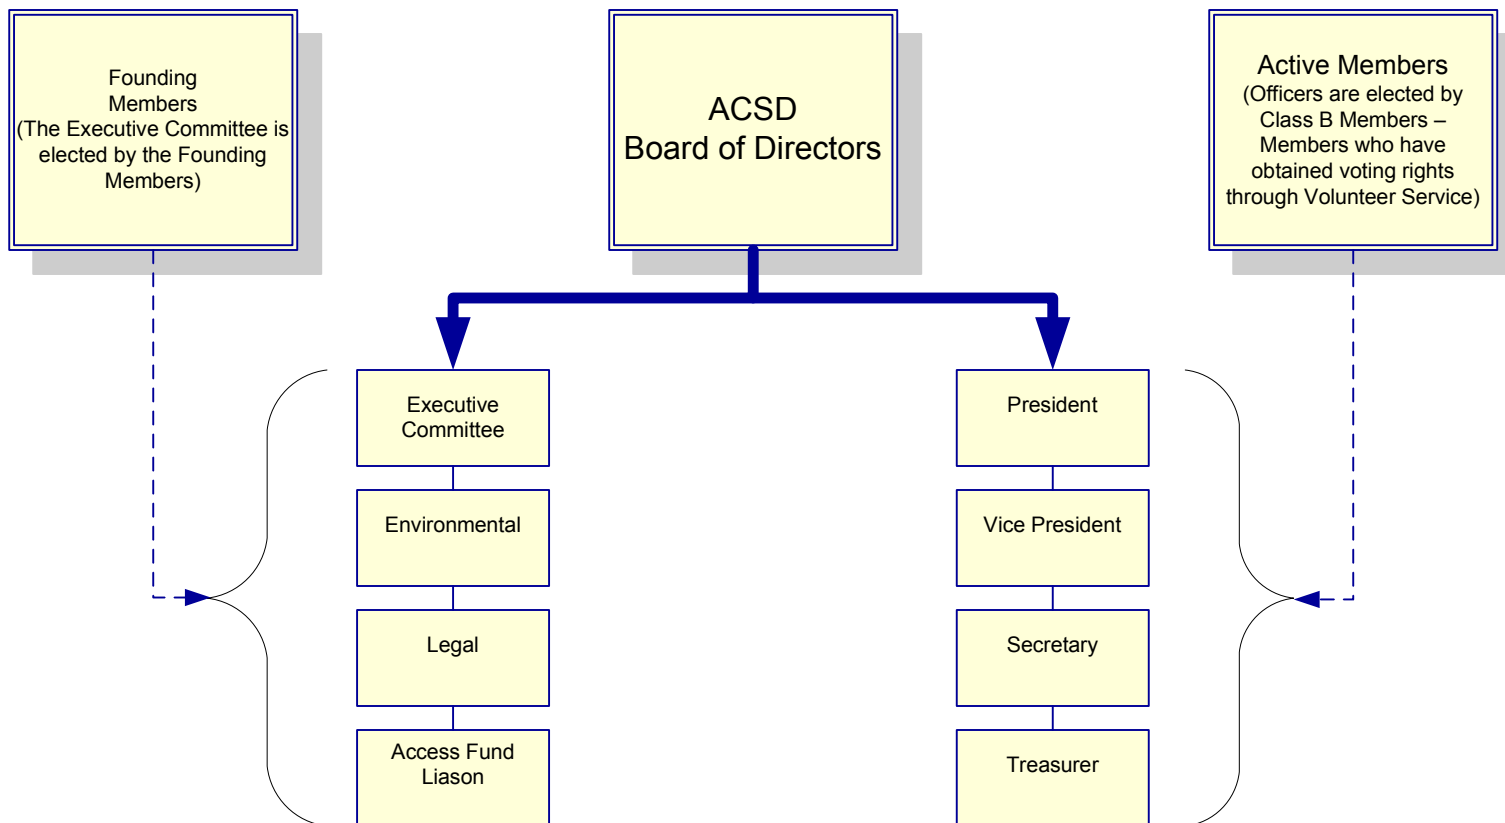 Founding
Members
(The Executive Committee is
elected by the Founding
Members)
ACSD
Board of Directors
Active Members
(Officers are elected by
Class B Members –
Members who have
obtained voting rights
through Volunteer Service)
Executive
Committee
President
Environmental
Vice President
Legal
Secretary
Access Fund
Liason
Treasurer